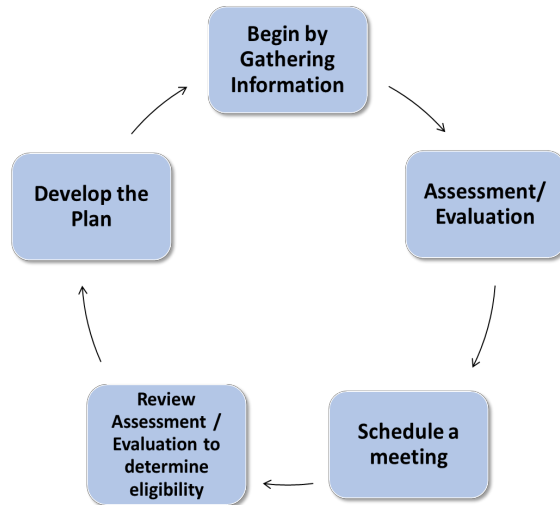 Begin by
Gathering
Information
Assessment/
Evaluation
Schedule a
meeting
Review
Assessment /
Evaluation to
determine
eligibility
Develop the
Plan